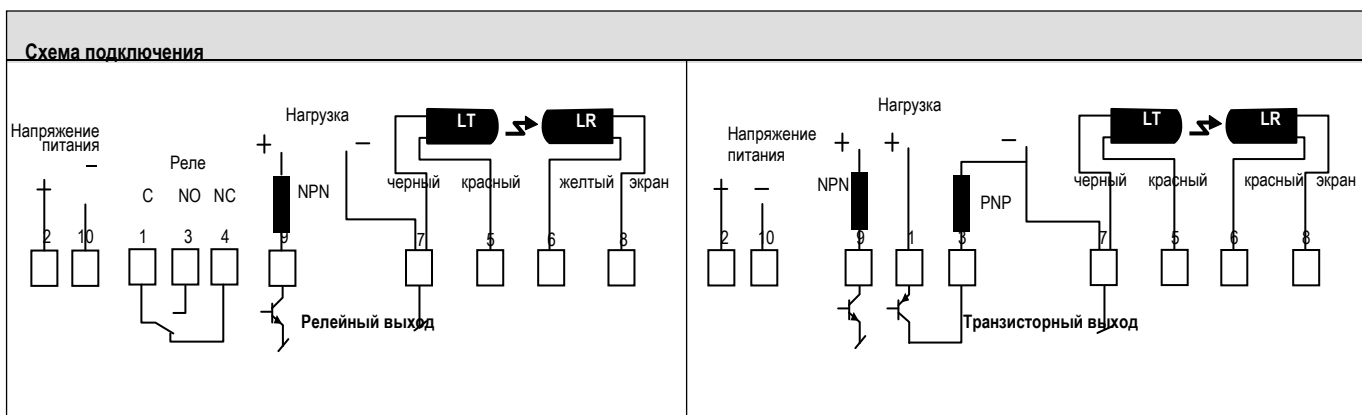 Схема подключения
Напряжение
питания
+
−
2
10
Реле
C NO NC
1 3 4
Нагрузка
+ −
NPN
9
LT LR
черный красный желтый экран
7 5 6 8
Релейный выход
Напряжение
питания
+ −
2 10
Нагрузка
+ + −
NPN
PNP
9 1 3
LT LR
черный красный красный экран
7 5 6 8
Транзисторный выход